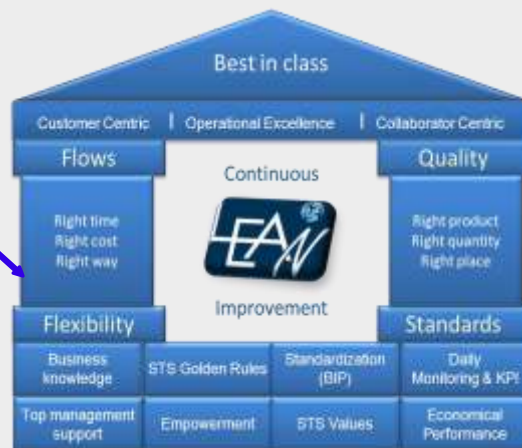 Best in class
Customer Centric | Operational Excellence | Collaborator Centric
Flows
Quality
Continuous
Right time
Right cost
Right way
LEAN
Right product
Right quantity
Right place
Improvement
Flexibility
Standards
Business
knowledge
STS Golden Rules
Standardization
(BIP)
Daily
Monitoring & KPI
Top management
support
Empowerment
STS Values
Economical
Performance